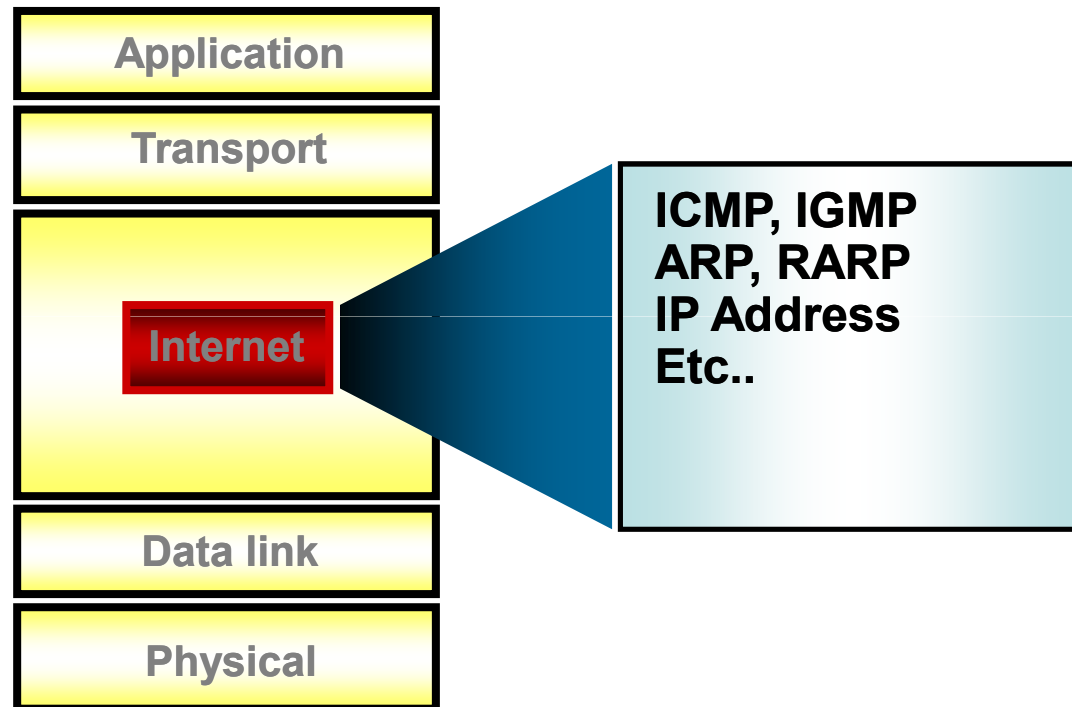 Application
Transport
Internet
Data link
Physical
ICMP, IGMP
ARP, RARP
IP Address
Etc..